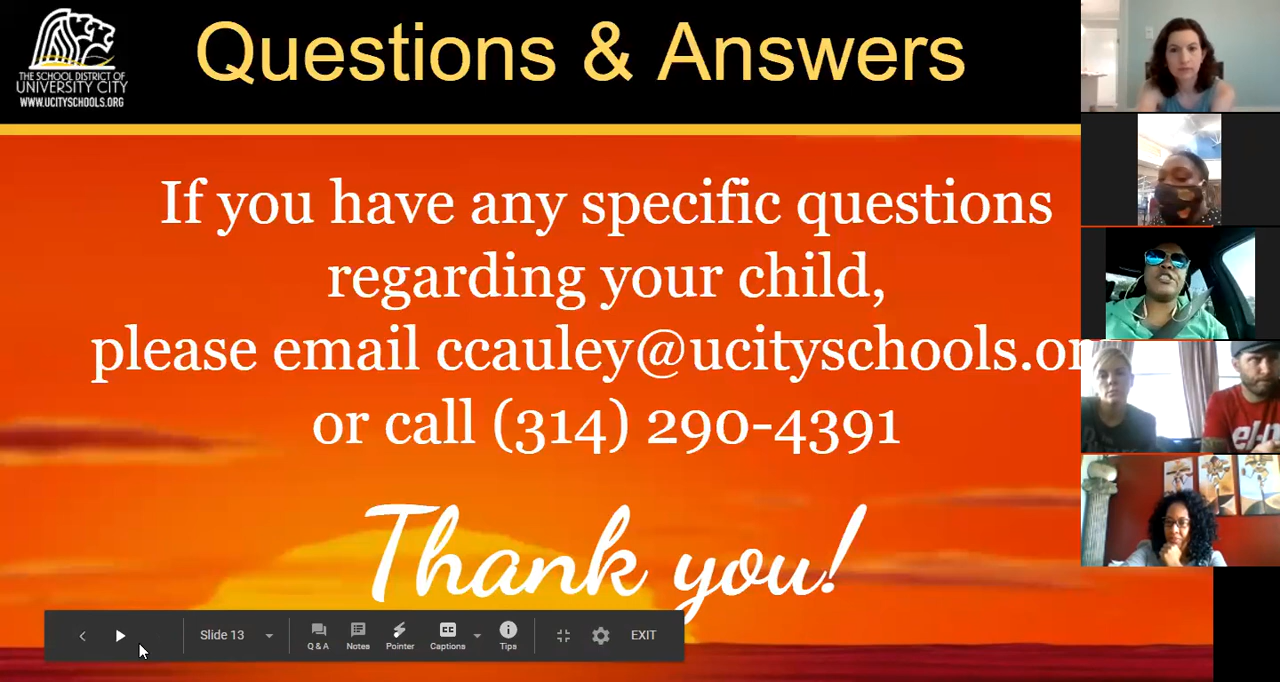 THE SCHOOL DISTRICT OF
UNIVERSITY CITY
WWW.UCITYSCHOOLS.ORG
Questions & Answers
If you have any specific questions
regarding your child,
please email ccauley@ucityschools.or
or call (314) 290-4391
Thank you!
Slide 13
Q & A
Notes
Pointer
Captions
CC
Tips
EXIT